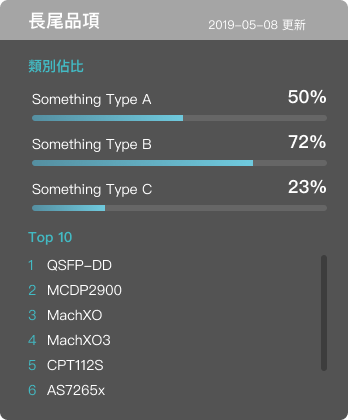 長尾品項
2019-05-08 更新
類別佔比
Something Type A 50%
Something Type B 72%
Something Type C 23%
Top 10
1 QSFP-DD
2 MCDP2900
3 MachXO
4 MachXO3
5 CPT112S
6 AS7265x